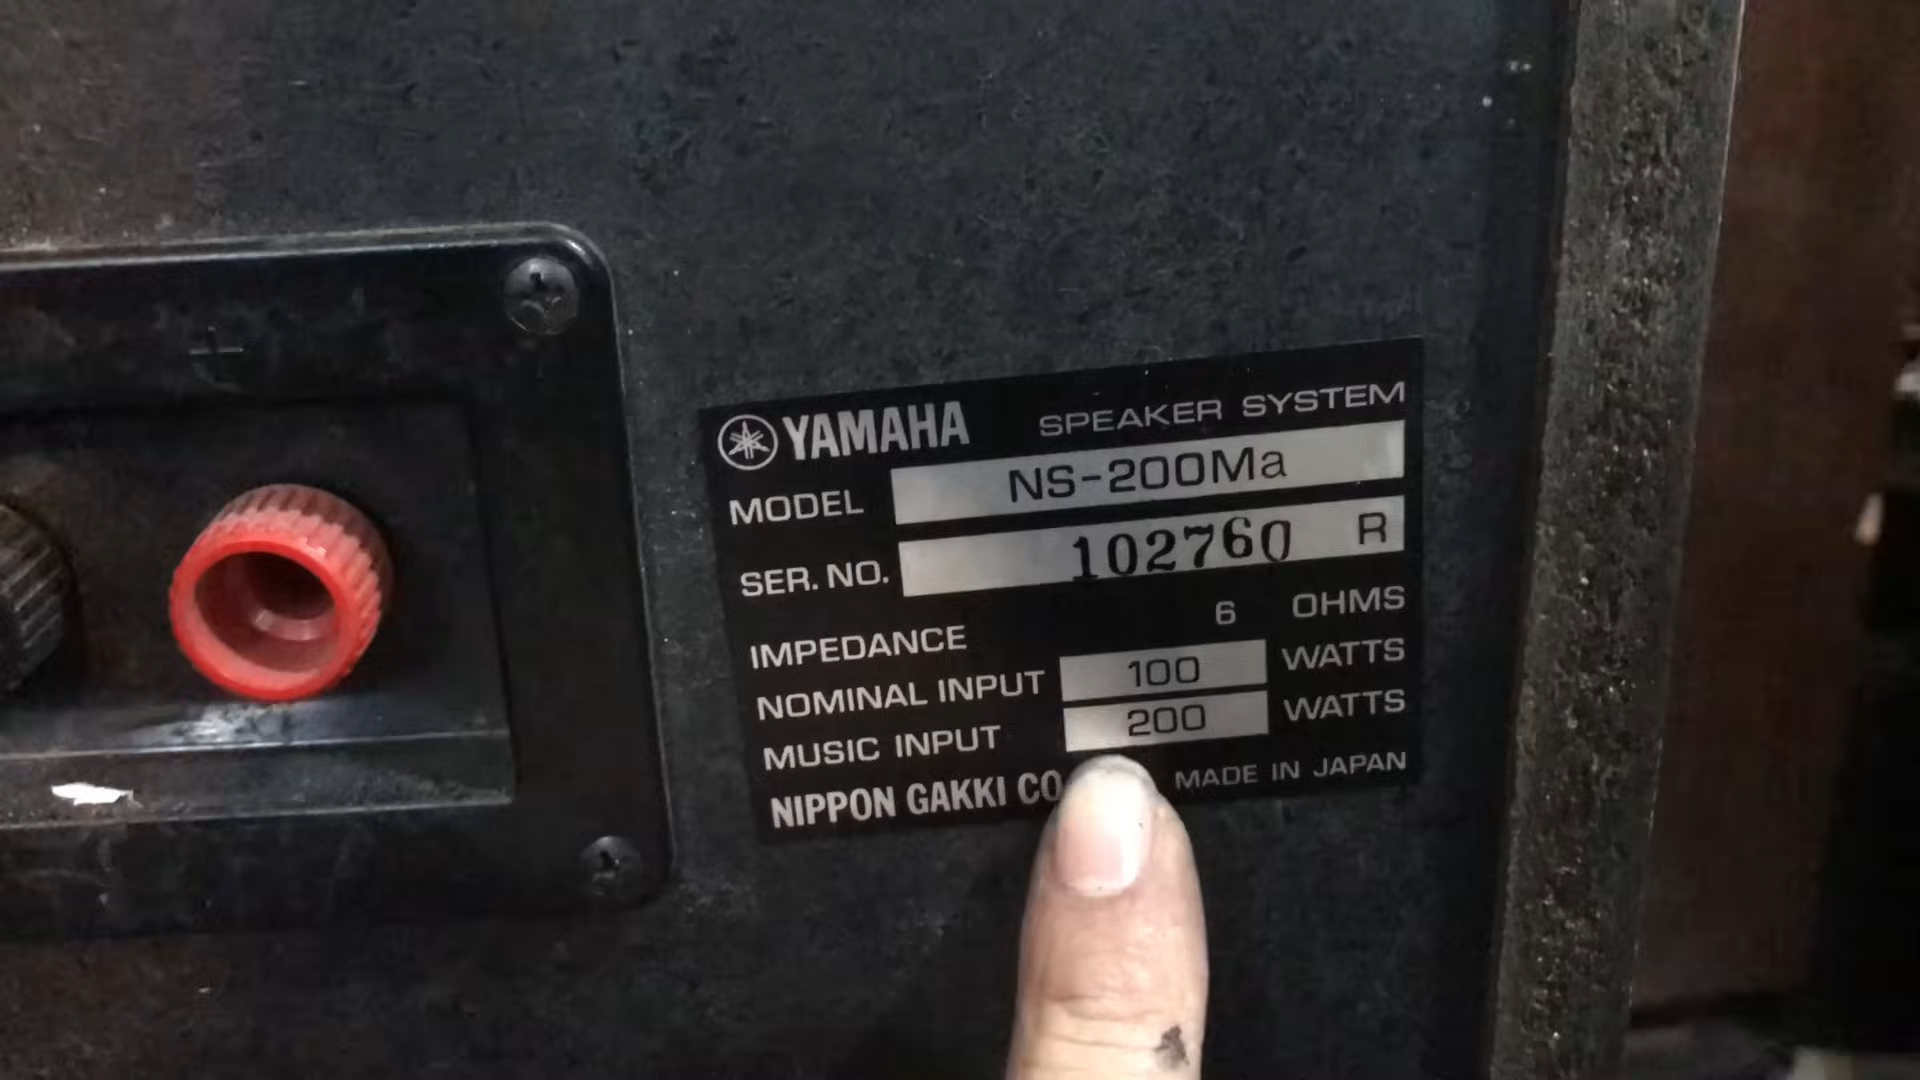 +
YAMAHA SPEAKER SYSTEM
MODEL NS-200Ma
SER. NO. 102760 R
IMPEDANCE 6 OHMS
NOMINAL INPUT 100 WATTS
MUSIC INPUT 200 WATTS
NIPPON GAKKI CO MADE IN JAPAN